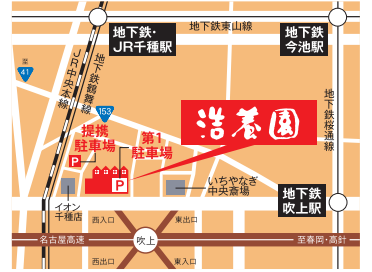 地下鉄・
JR千種駅
地下鉄東山線
地下鉄
今池駅
至
41
JR中央本線
地下鉄鶴舞線
153
地下鉄桜通線
浩養園
提携
駐車場
第1
駐車場
P
P
いちやなぎ
中央斎場
地下鉄
吹上駅
イオン
千種店
西入口
東出口
名古屋高速
吹上
至春岡・高針
西出口
東入口